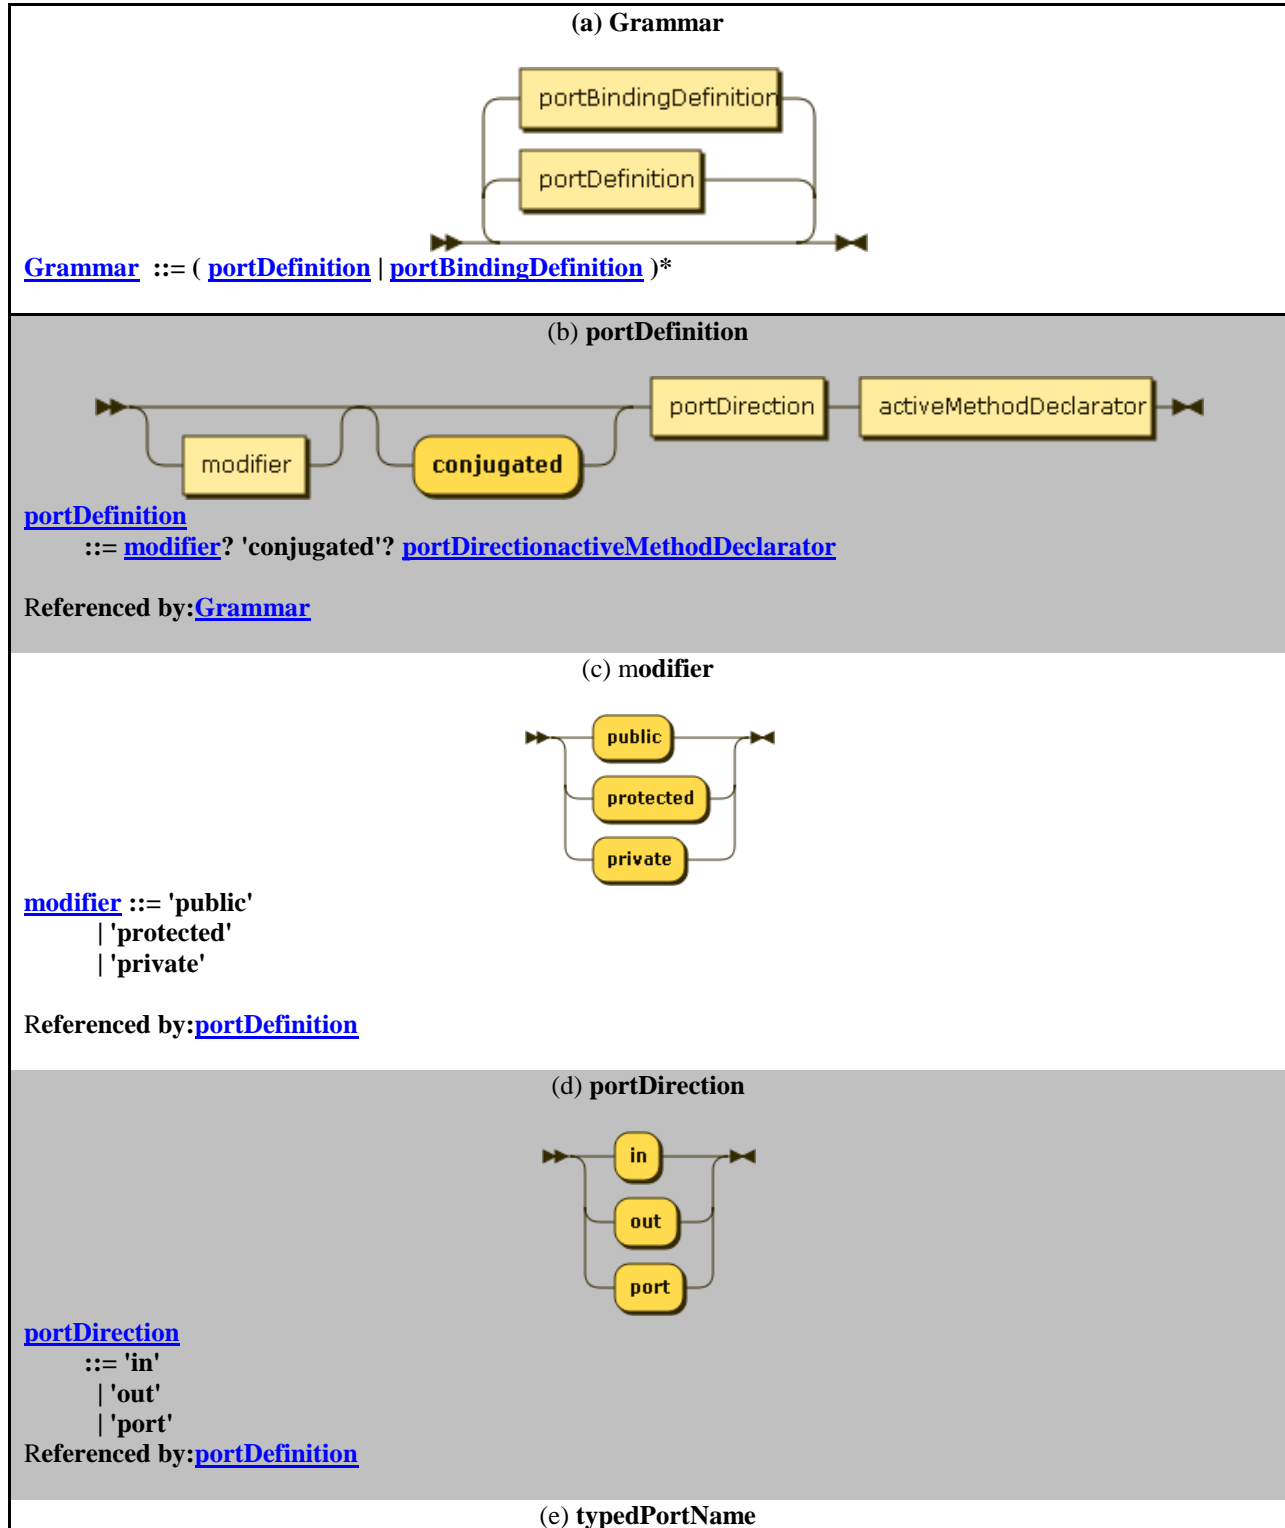 (a) Grammar
portBindingDefinition
portDefinition
Grammar ::= ( portDefinition | portBindingDefinition )*
(b) portDefinition
portDirection activeMethodDeclarator
modifier conjugated
portDefinition
::= modifier? 'conjugated'? portDirectionactiveMethodDeclarator
Referenced by:Grammar
(c) modifier
public
protected
private
modifier ::= 'public'
| 'protected'
| 'private'
Referenced by:portDefinition
(d) portDirection
in
out
port
portDirection
::= 'in'
| 'out'
| 'port'
Referenced by:portDefinition
(e) typedPortName